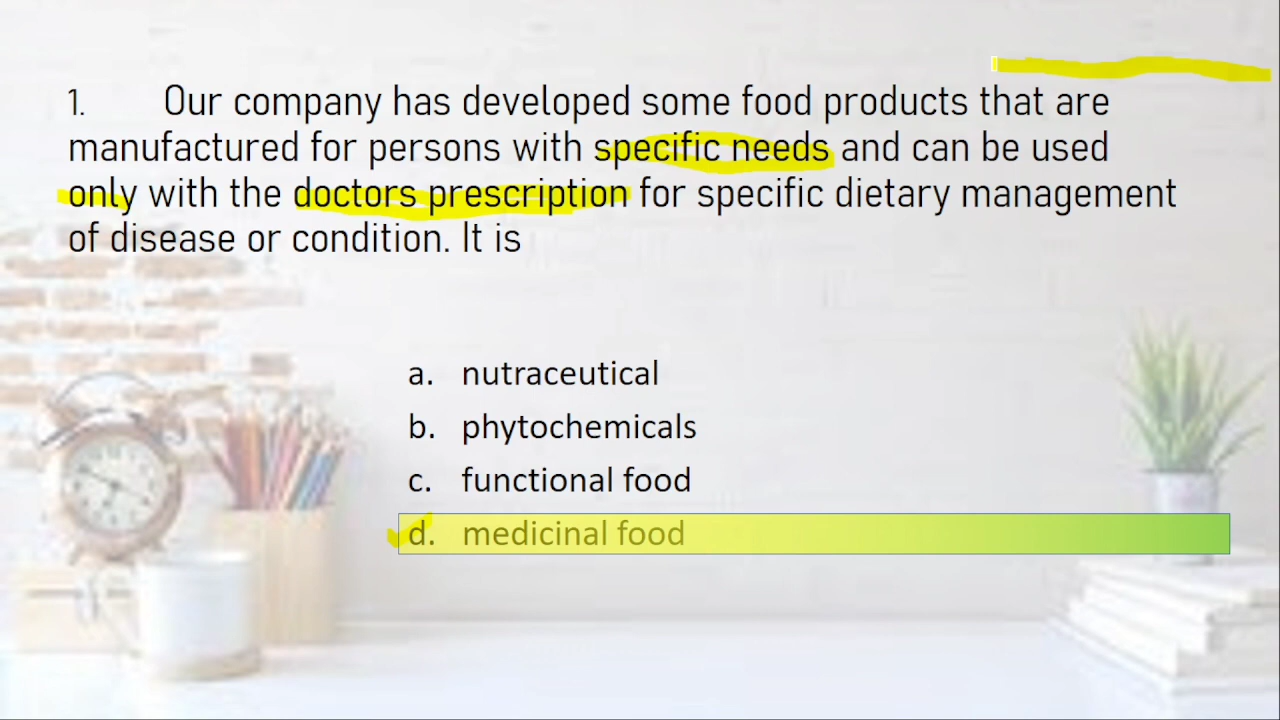 1. Our company has developed some food products that are
manufactured for persons with specific needs and can be used
only with the doctors prescription for specific dietary management
of disease or condition. It is
a. nutraceutical
b. phytochemicals
c. functional food
d. medicinal food